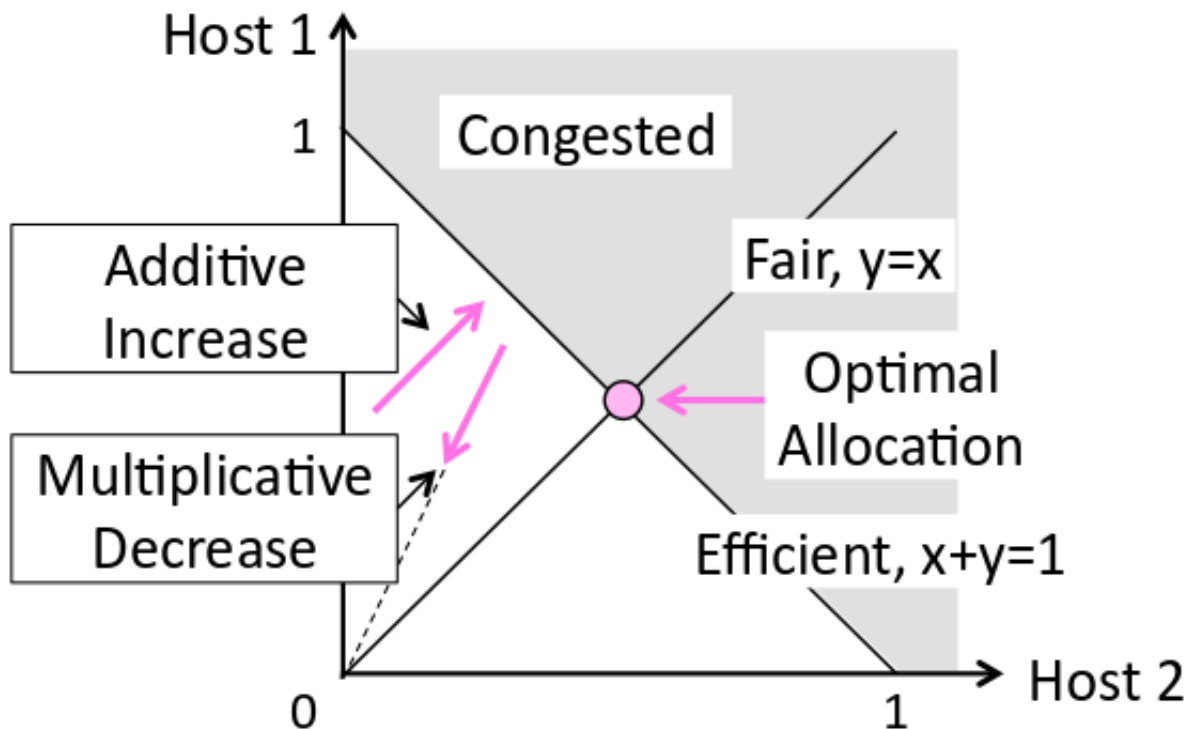 Host 1
1
Congested
Additive
Increase
Fair, y=x
Optimal
Allocation
Multiplicative
Decrease
Efficient, x+y=1
0
1
Host 2